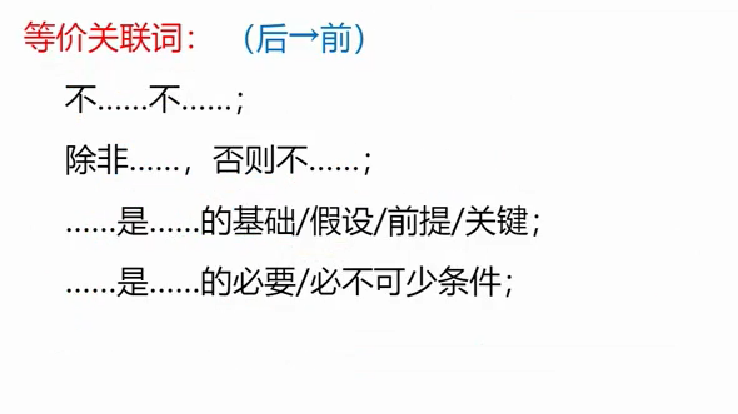 等价关联词：（后→前）
不……不……；
除非……，否则不……；
……是……的基础/假设/前提/关键；
……是……的必要/必不可少条件；